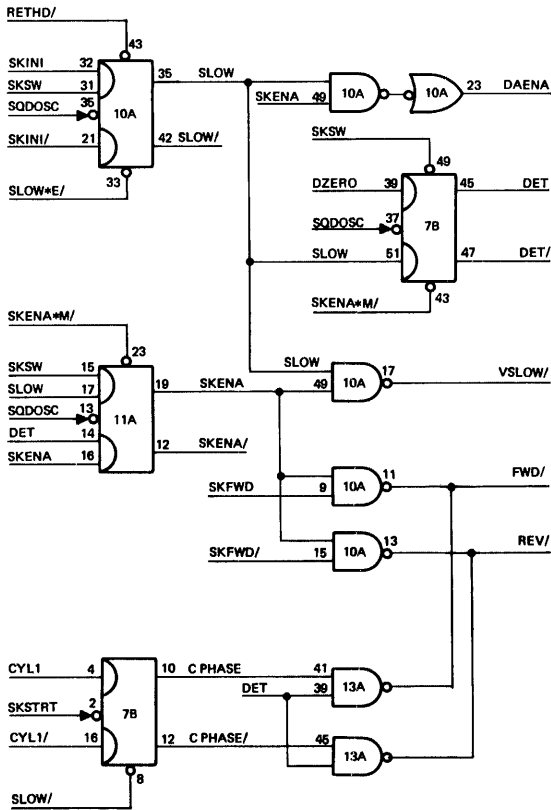 RETHD/
43
SKINI 32 35 SLOW
SKSW 31
SQDOSC 35 10A
SKINI/ 21 42 SLOW/
33
SLOW*E/
SKENA 49 10A 10A 23 DAENA
SKSW
49
DZERO 39 45 DET
SQDOSC 37 7B
SLOW 51 47 DET/
SKENA*M/ 43
SKENA*M/
23
SKSW 15 19 SKENA
SLOW 17
SQDOSC 13 11A
DET 14 12 SKENA/
SKENA 16
SLOW 17 VSLOW/
49 10A
SKFWD 9 10A 11 FWD/
SKFWD/ 15 10A 13 REV/
CYL1 4 10 C PHASE 41
SKSTRT 2 7B
DET 39 13A
CYL1/ 16 12 C PHASE/ 45
13A
SLOW/ 8